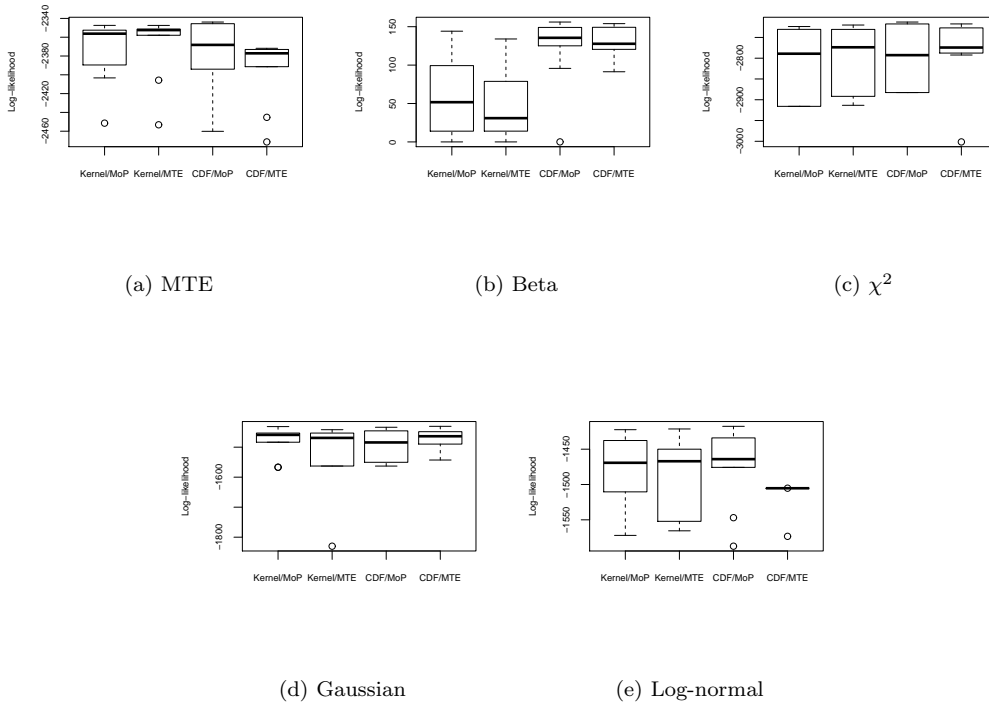 Log−likelihood
−2460 −2420 −2380 −2340
Kernel/MoP Kernel/MTE CDF/MoP CDF/MTE
(a) MTE
Log−likelihood
0 50 100 150
Kernel/MoP Kernel/MTE CDF/MoP CDF/MTE
(b) Beta
Log−likelihood
−3000 −2900 −2800
Kernel/MoP Kernel/MTE CDF/MoP CDF/MTE
(c) χ²
Log−likelihood
−1800 −1600
Kernel/MoP Kernel/MTE CDF/MoP CDF/MTE
(d) Gaussian
Log−likelihood
−1550 −1500 −1450
Kernel/MoP Kernel/MTE CDF/MoP CDF/MTE
(e) Log-normal